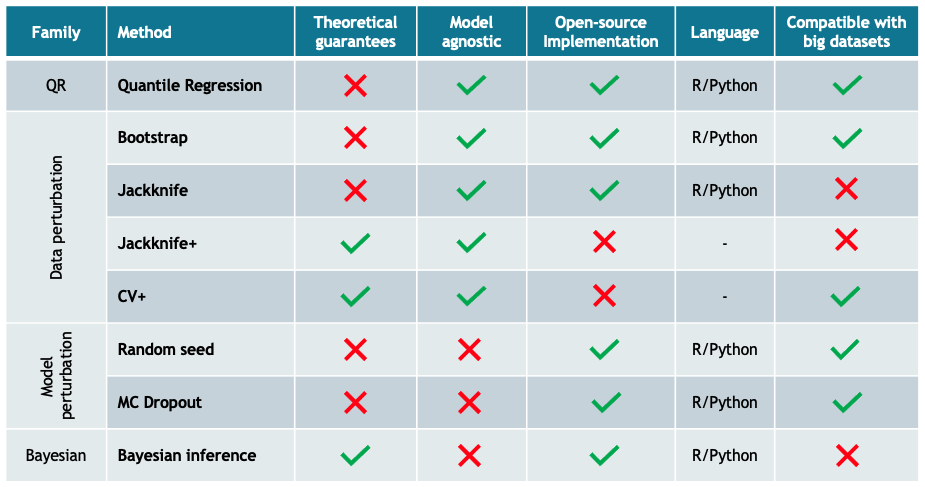 Family Method Theoretical guarantees Model agnostic Open-source Implementation Language Compatible with big datasets
QR Quantile Regression R/Python
Data perturbation
Bootstrap R/Python
Jackknife R/Python
Jackknife+ -
CV+ -
Model perturbation
Random seed R/Python
MC Dropout R/Python
Bayesian Bayesian inference R/Python